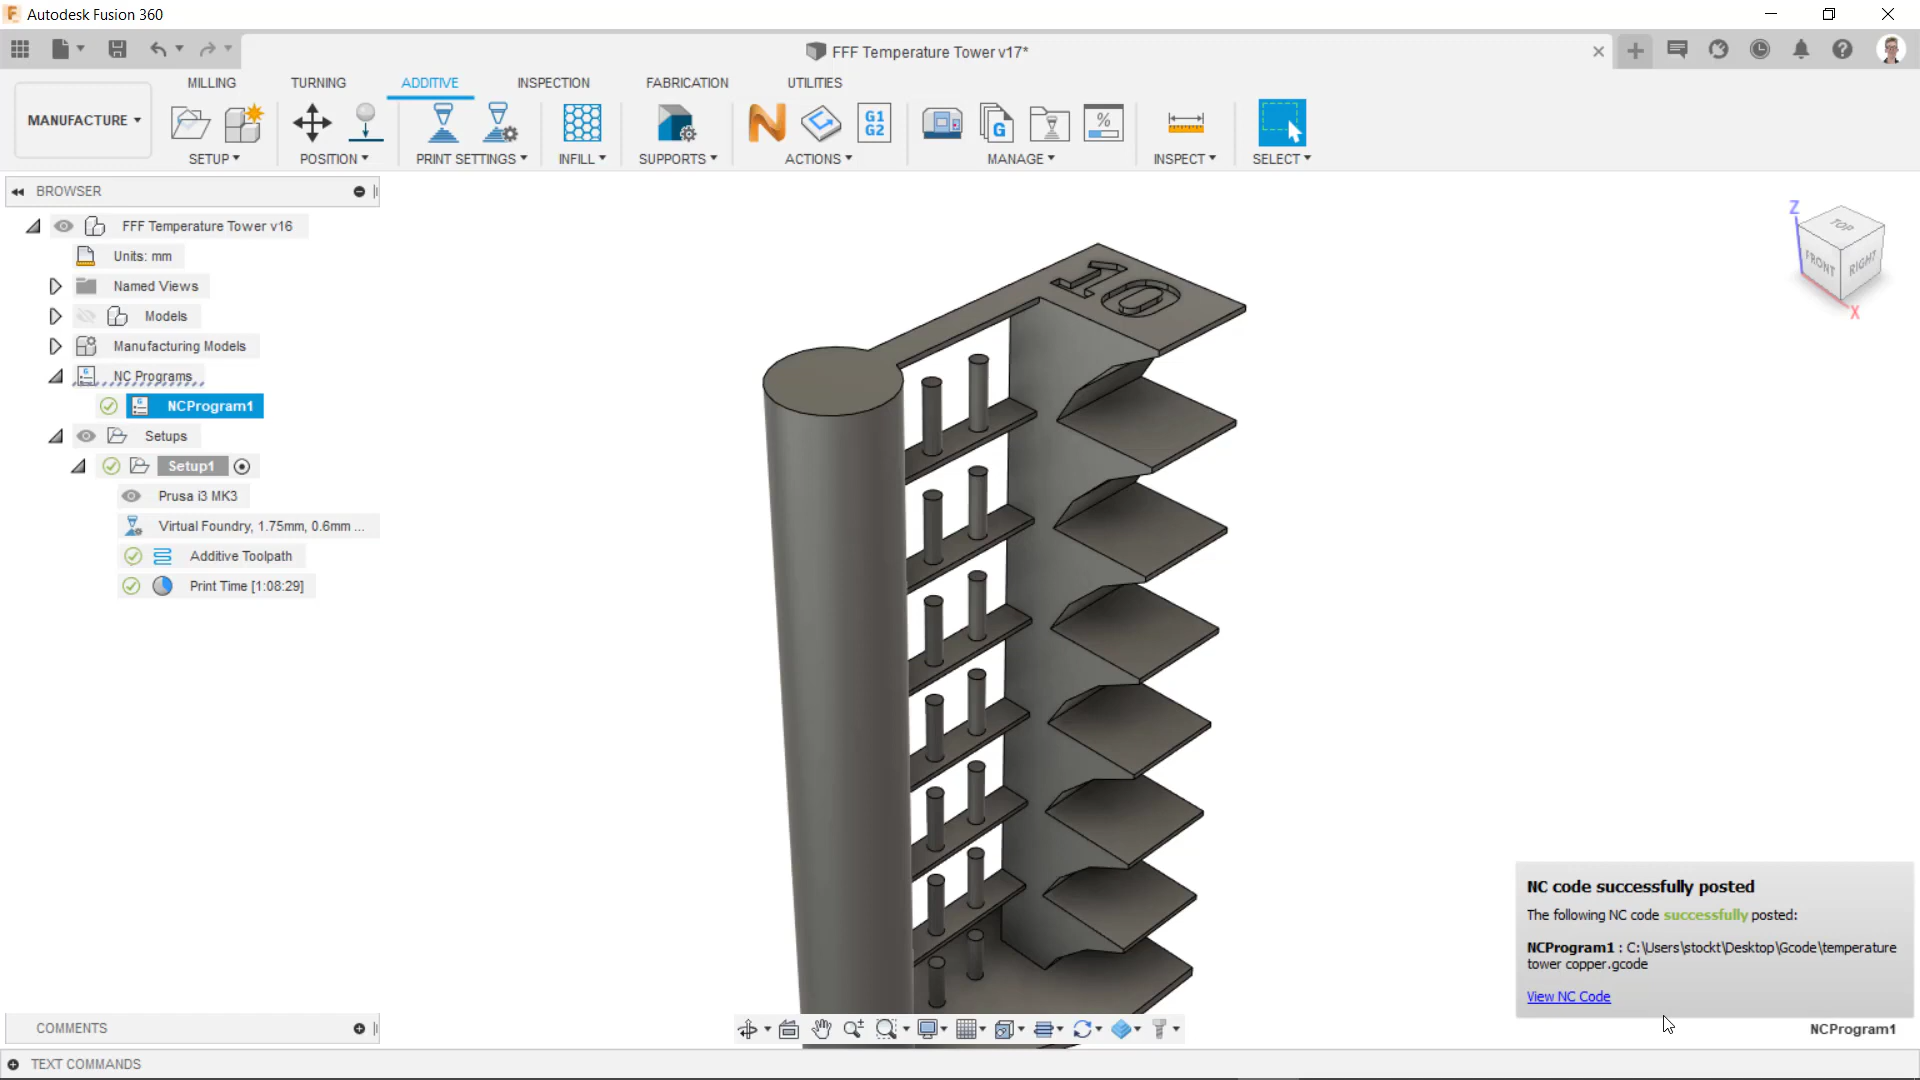 Autodesk Fusion 360
FFF Temperature Tower v17*
MANUFACTURE
MILLING
TURNING
ADDITIVE
INSPECTION
FABRICATION
UTILITIES
G1
G2
G
%
SETUP
POSITION
PRINT SETTINGS
INFILL
SUPPORTS
ACTIONS
MANAGE
INSPECT
SELECT
BROWSER
FFF Temperature Tower v16
Units: mm
Named Views
Models
Manufacturing Models
NC Programs
NCProgram1
Setups
Setup1
Prusa i3 MK3
Virtual Foundry, 1.75mm, 0.6mm ...
Additive Toolpath
Print Time [1:08:29]
10
Z
TOP
FRONT
RIGHT
X
NC code successfully posted
The following NC code successfully posted:
NCProgram1 : C:\Users\stockt\Desktop\Gcode\temperature
tower copper.gcode
View NC Code
NCProgram1
COMMENTS
TEXT COMMANDS